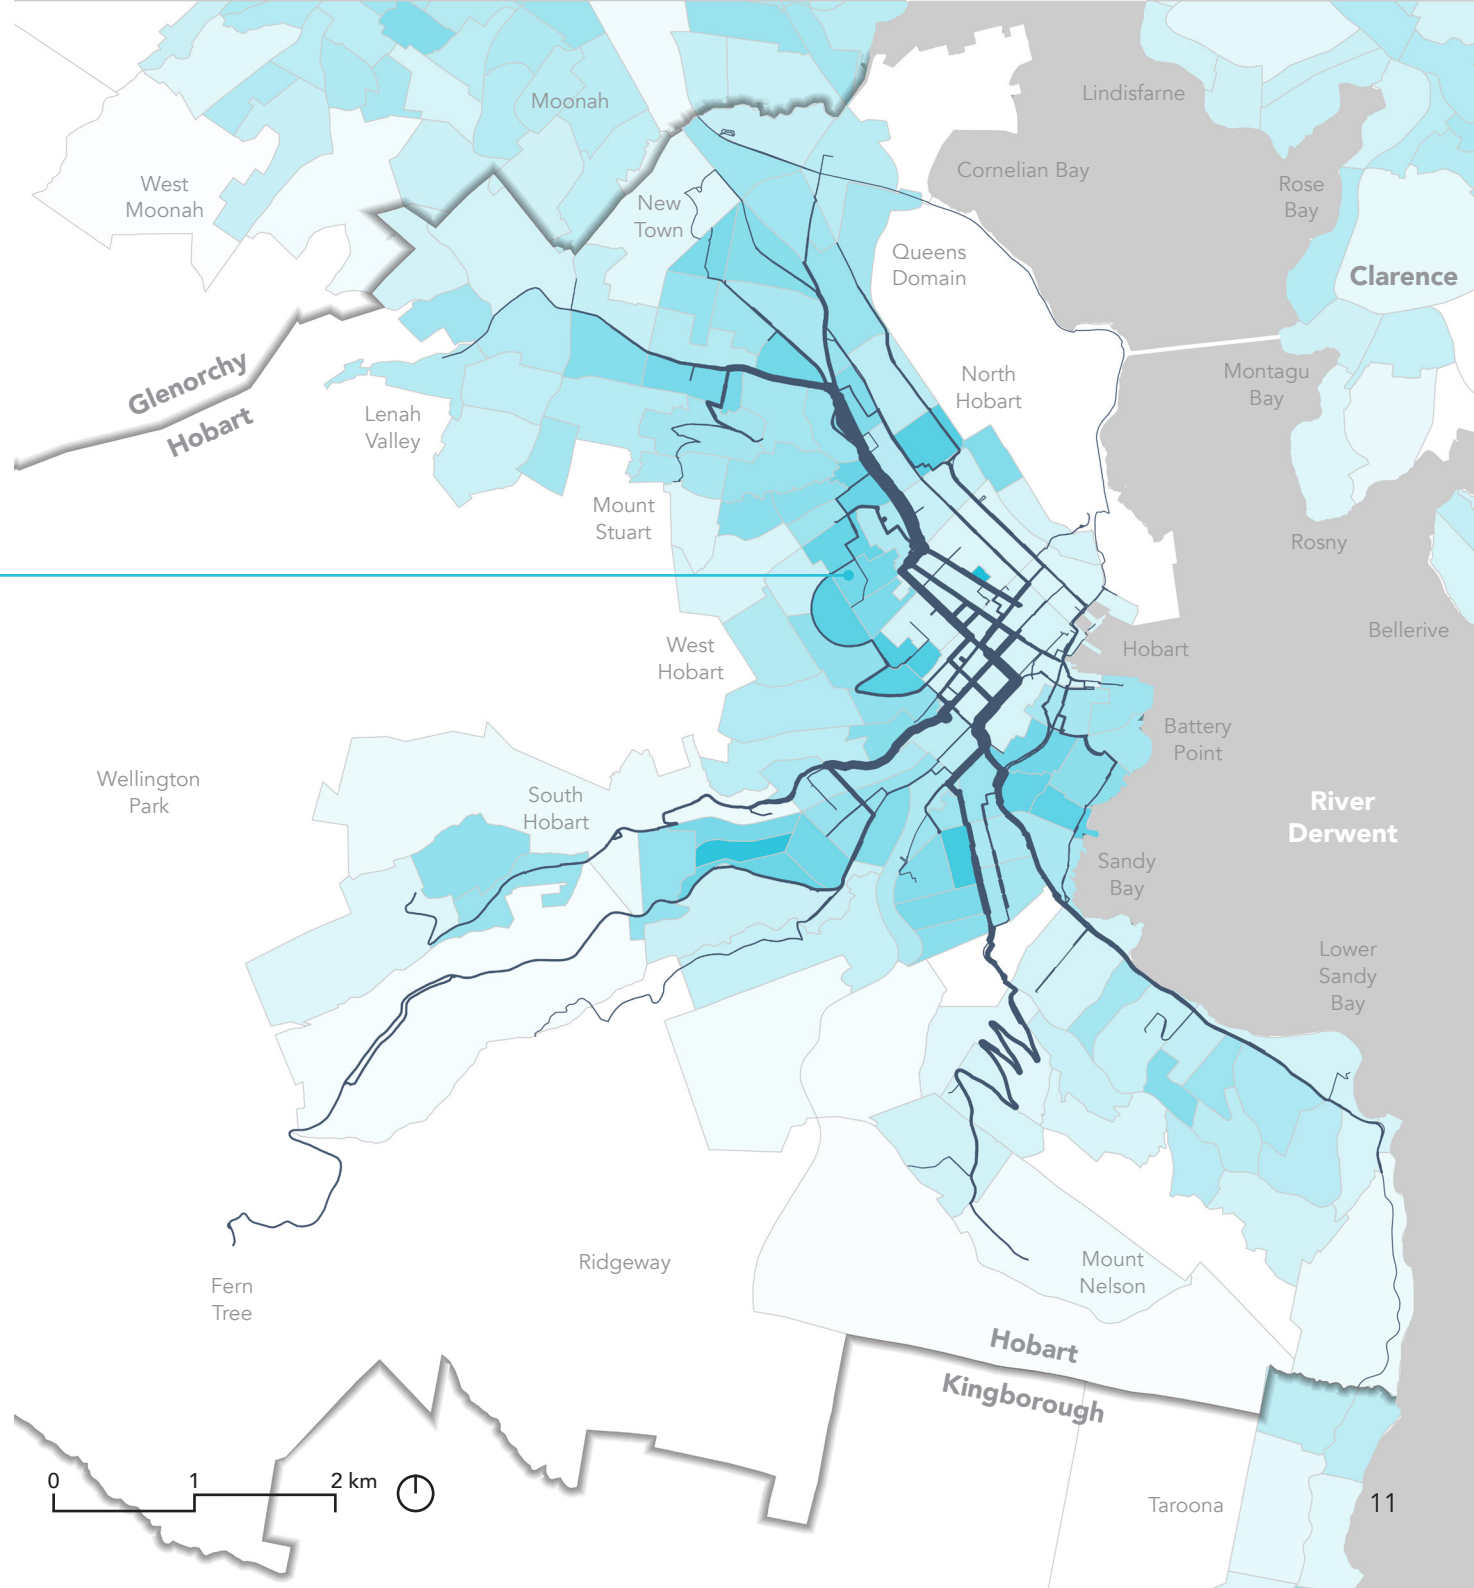 Moonah
Lindisfarne
Cornelian Bay
West
Moonah
Rose
Bay
New
Town
Queens
Domain
Clarence
Glenorchy
Hobart
Lenah
Valley
North
Hobart
Montagu
Bay
Mount
Stuart
Rosny
West
Hobart
Bellerive
Hobart
Battery
Point
Wellington
Park
South
Hobart
River
Derwent
Sandy
Bay
Lower
Sandy
Bay
Fern
Tree
Ridgeway
Mount
Nelson
Hobart
Kingborough
0 1 2 km
Taroona
11